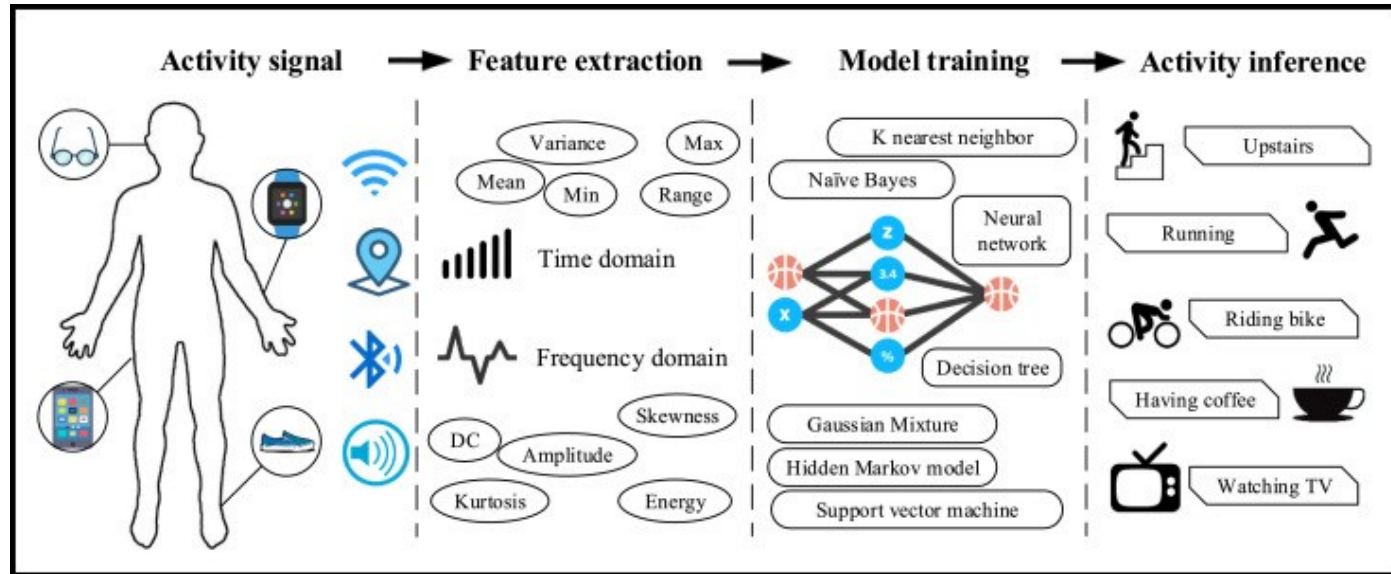 Activity signal
Feature extraction
Model training
Activity inference
Variance
Max
Mean
Min
Range
Time domain
Frequency domain
Skewness
DC
Amplitude
Kurtosis
Energy
K nearest neighbor
Naïve Bayes
Neural
network
Z
3.4
X
%
Decision tree
Gaussian Mixture
Hidden Markov model
Support vector machine
Upstairs
Running
Riding bike
Having coffee
Watching TV